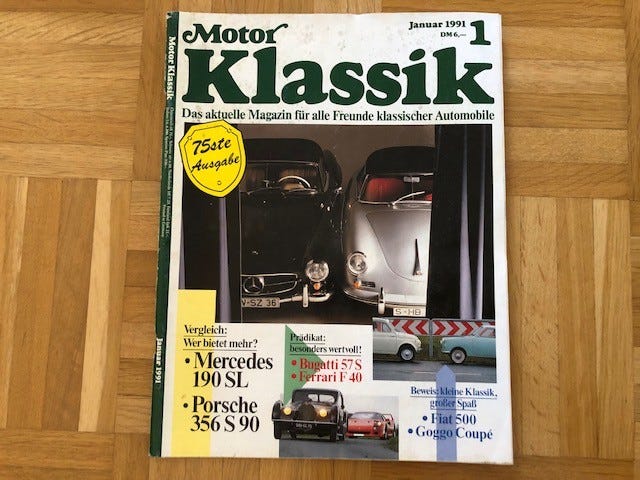 Motor
Klassik
Januar 1991
DM 6,—
1
Das aktuelle Magazin für alle Freunde klassischer Automobile
75ste
Ausgabe
Vergleich:
Wer bietet mehr?
• Mercedes
190 SL
• Porsche
356 S 90
Prädikat:
besonders wertvoll!
• Bugatti 57 S
• Ferrari F 40
Beweis: kleine Klassik,
großer Spaß
• Fiat 500
• Goggo Coupé
S-HB
Motor Klassik
Januar 1991